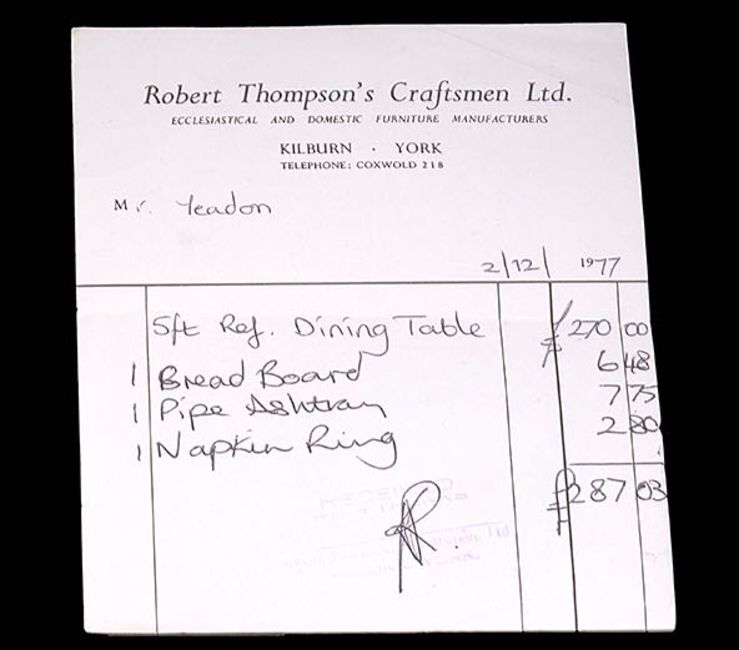 Robert Thompson's Craftsmen Ltd.
ECCLESIASTICAL AND DOMESTIC FURNITURE MANUFACTURERS
KILBURN · YORK
TELEPHONE: COXWOLD 218
Mr. Yeadon
2/12/ 1977
5ft Ref. Dining Table £270 00
1 Bread Board 6 48
1 Pipe Ashtray 7 75
1 Napkin Ring 2 80
£287 03
RECEIVED